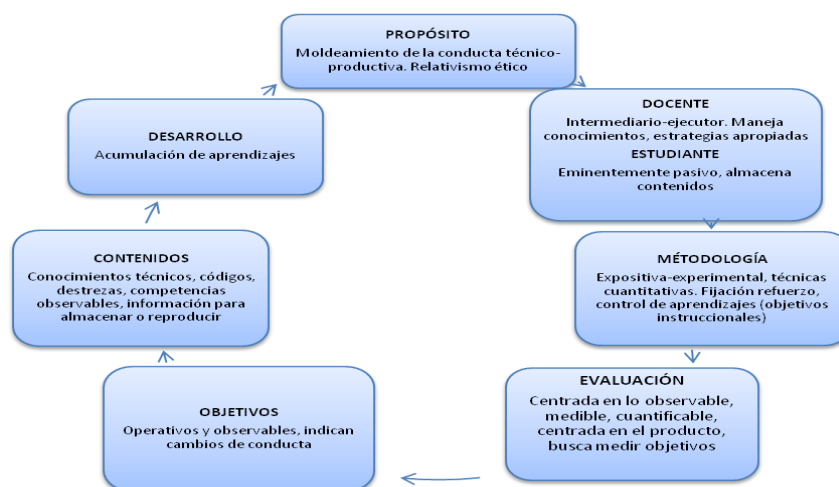 PROPÓSITO
Moldeamiento de la conducta técnico-
productiva. Relativismo ético
DOCENTE
Intermediario-ejecutor. Maneja
conocimientos, estrategias apropiadas
ESTUDIANTE
Eminentemente pasivo, almacena
contenidos
MÉTODOLOGÍA
Expositiva-experimental, técnicas
cuantitativas. Fijación refuerzo,
control de aprendizajes (objetivos
instruccionales)
EVALUACIÓN
Centrada en lo observable,
medible, cuantificable,
centrada en el producto,
busca medir objetivos
OBJETIVOS
Operativos y observables, indican
cambios de conducta
CONTENIDOS
Conocimientos técnicos, códigos,
destrezas, competencias
observables, información para
almacenar o reproducir
DESARROLLO
Acumulación de aprendizajes